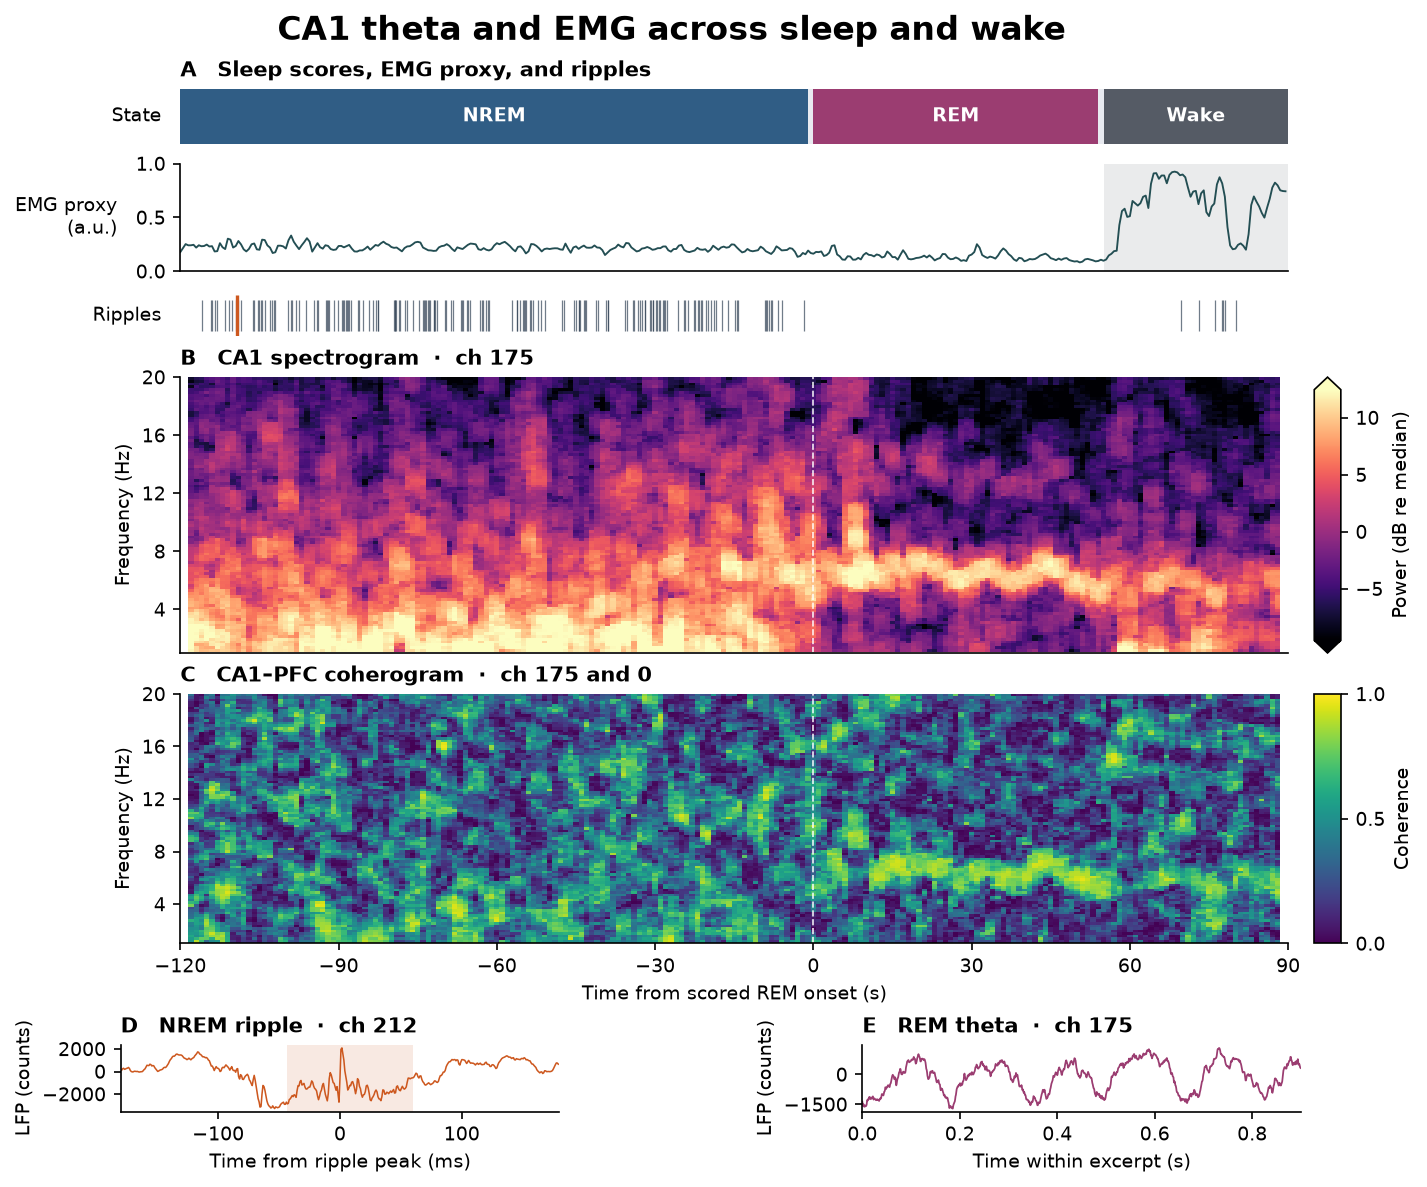 CA1 theta and EMG across sleep and wake
A Sleep scores, EMG proxy, and ripples
State
NREM
REM
Wake
1.0
0.5
0.0
EMG proxy
(a.u.)
Ripples
B CA1 spectrogram · ch 175
20
16
12
8
4
Frequency (Hz)
10
5
0
−5
Power (dB re median)
C CA1–PFC coherogram · ch 175 and 0
20
16
12
8
4
Frequency (Hz)
1.0
0.5
0.0
Coherence
−120 −90 −60 −30 0 30 60 90
Time from scored REM onset (s)
D NREM ripple · ch 212
2000
0
−2000
LFP (counts)
−100 0 100
Time from ripple peak (ms)
E REM theta · ch 175
0
−1500
LFP (counts)
0.0 0.2 0.4 0.6 0.8
Time within excerpt (s)